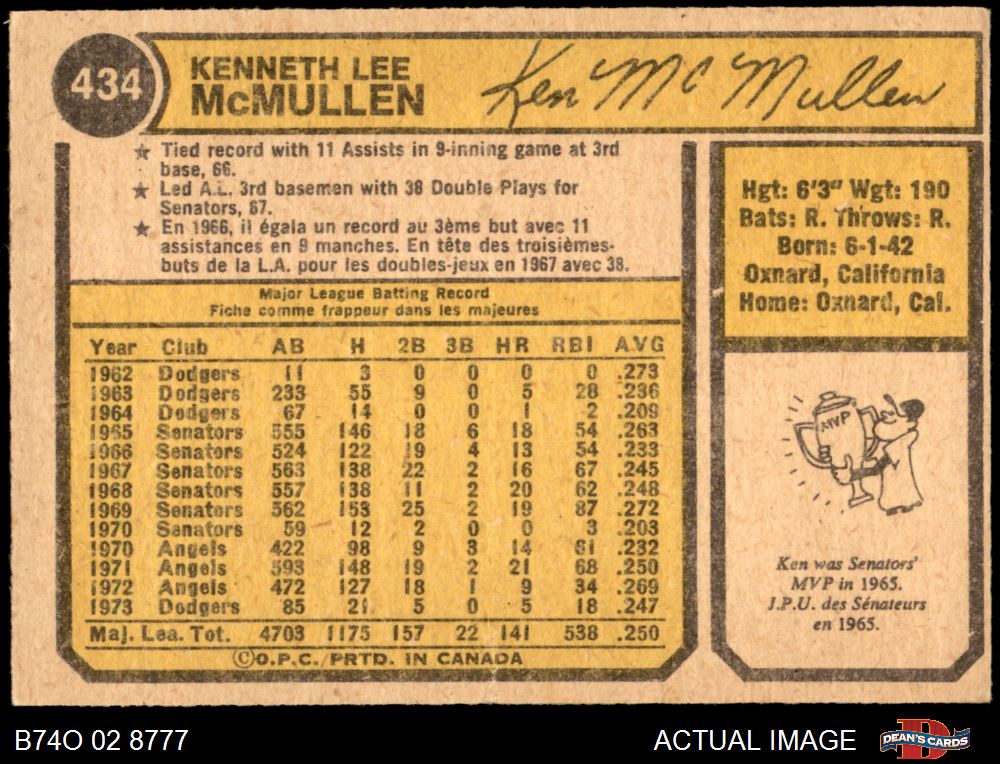 434
KENNETH LEE
McMULLEN
Ken McMullen
★ Tied record with 11 Assists in 9-inning game at 3rd
base, 66.
★ Led A.L. 3rd basemen with 38 Double Plays for
Senators, 67.
★ En 1966, il égala un record au 3ème but avec 11
assistances en 9 manches. En tête des troisièmes-
buts de la L.A. pour les doubles-jeux en 1967 avec 38.
Major League Batting Record
Fiche comme frappeur dans les majeures
Year Club AB H 2B 3B HR RBI AVG
1962 Dodgers 11 3 0 0 0 0 .273
1963 Dodgers 233 55 9 0 5 28 .236
1964 Dodgers 67 14 0 0 1 2 .209
1965 Senators 555 146 18 6 18 54 .263
1966 Senators 524 122 19 4 13 54 .233
1967 Senators 563 138 22 2 16 67 .245
1968 Senators 557 138 11 2 20 62 .248
1969 Senators 562 153 25 2 19 87 .272
1970 Senators 59 12 2 0 0 3 .203
1970 Angels 422 98 9 3 14 61 .232
1971 Angels 593 148 19 2 21 68 .250
1972 Angels 472 127 18 1 9 34 .269
1973 Dodgers 85 21 5 0 5 18 .247
Maj. Lea. Tot. 4703 1175 157 22 141 538 .250
©O.P.C. PRTD. IN CANADA
Hgt: 6'3" Wgt: 190
Bats: R. Throws: R.
Born: 6-1-42
Oxnard, California
Home: Oxnard, Cal.
MVP
Ken was Senators'
MVP in 1965.
J.P.U. des Sénateurs
en 1965.
B74O 02 8777
ACTUAL IMAGE
D
DEAN'S CARDS